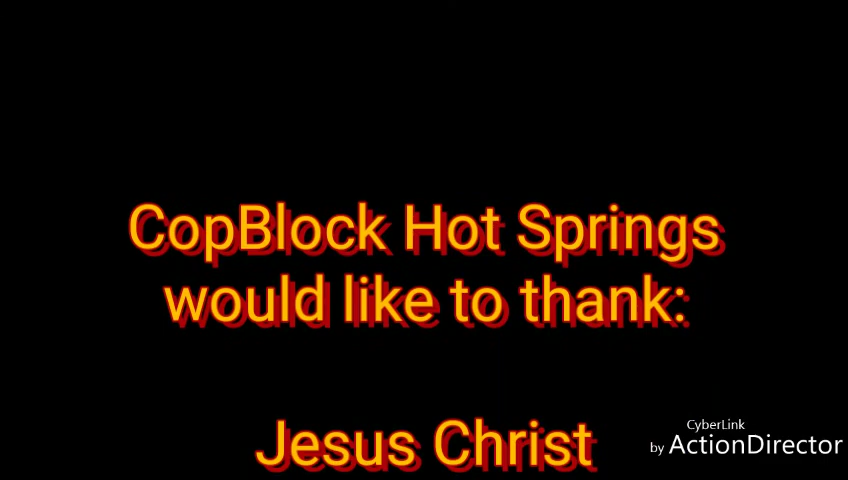 CopBlock Hot Springs
would like to thank:
Jesus Christ
CyberLink
by ActionDirector